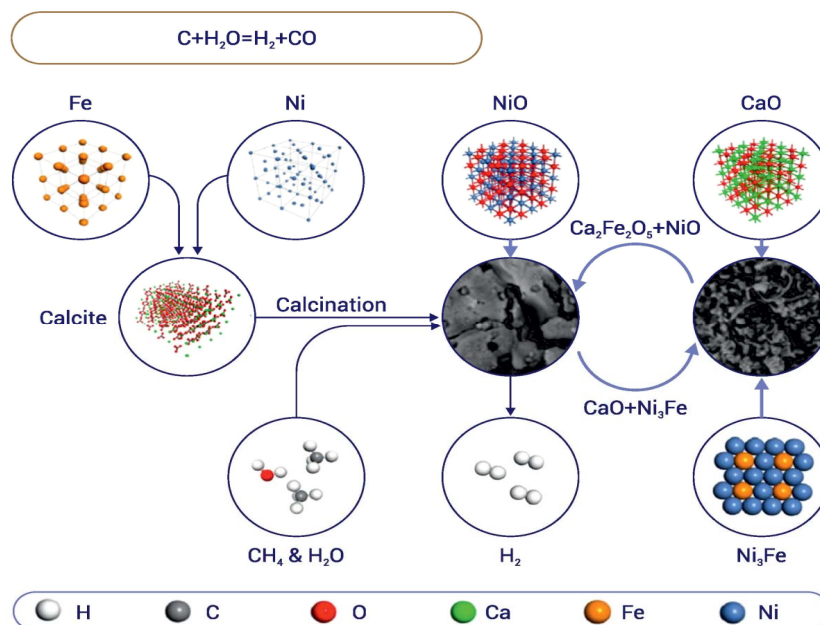 C+H₂O=H₂+CO
Fe
Ni
NiO
CaO
Ca₂Fe₂O₅+NiO
Calcite
Calcination
CaO+Ni₃Fe
CH₄ & H₂O
H₂
Ni₃Fe
H
C
O
Ca
Fe
Ni